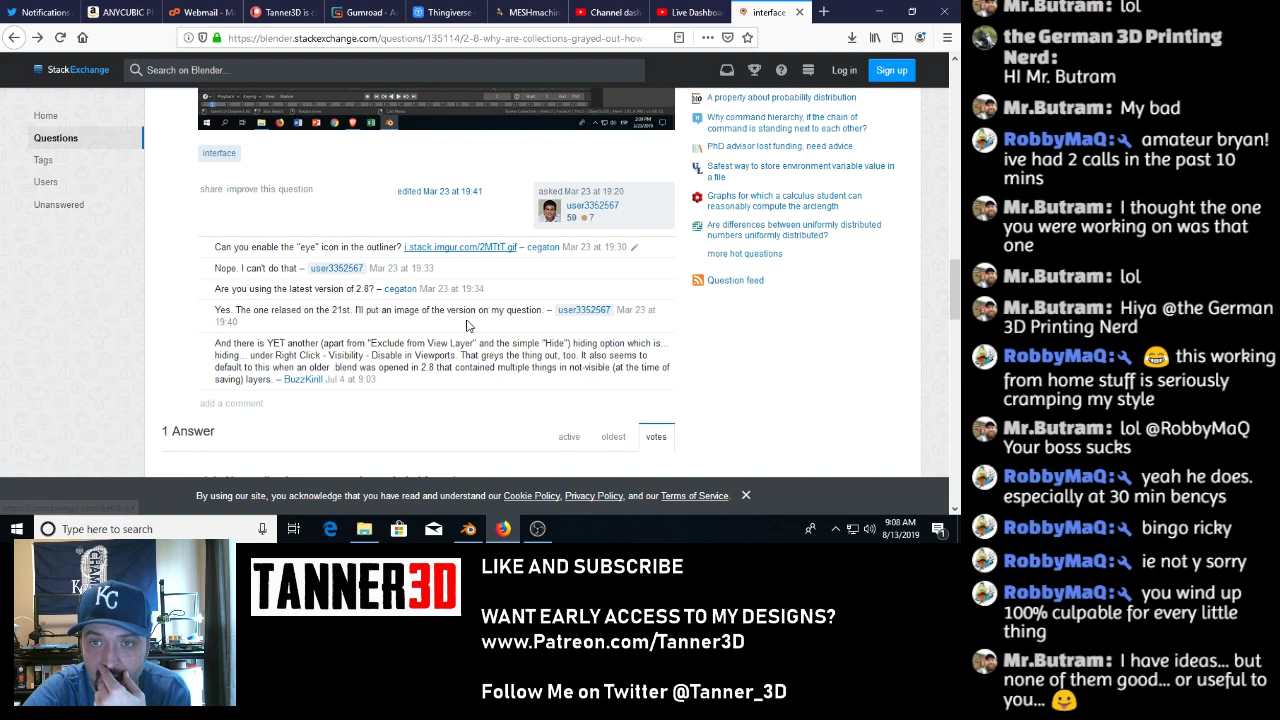 Notifications
ANYCUBIC P
Webmail - M
Tanner3D is c
Gumroad - An
Thingiverse -
MESHmachin
Channel dash
Live Dashbo
interface
https://blender.stackexchange.com/questions/135114/2-8-why-are-collections-grayed-out-how-
StackExchange
Search on Blender...
Log in
Sign up
Home
Questions
Tags
Users
Unanswered
interface
share improve this question
edited Mar 23 at 19:41
asked Mar 23 at 19:20
user3352567
59 7
Can you enable the "eye" icon in the outliner? i.stack.imgur.com/2MTtT.gif – cegaton Mar 23 at 19:30
Nope. I can't do that – user3352567 Mar 23 at 19:33
Are you using the latest version of 2.8? – cegaton Mar 23 at 19:34
Yes. The one relased on the 21st. I'll put an image of the version on my question. – user3352567 Mar 23 at
19:40
And there is YET another (apart from "Exclude from View Layer" and the simple "Hide") hiding option which is...
hiding... under Right Click - Visibility - Disable in Viewports. That greys the thing out, too. It also seems to
default to this when an older .blend was opened in 2.8 that contained multiple things in not-visible (at the time of
saving) layers. – BuzzKirill Jul 4 at 9:03
add a comment
1 Answer
active
oldest
votes
A property about probability distribution
Why command hierarchy, if the chain of
command is standing next to each other?
PhD advisor lost funding, need advice
Safest way to store environment variable value in
a file
Graphs for which a calculus student can
reasonably compute the arclength
Are differences between uniformly distributed
numbers uniformly distributed?
more hot questions
Question feed
By using our site, you acknowledge that you have read and understand our Cookie Policy, Privacy Policy, and our Terms of Service.
Type here to search
9:08 AM
8/13/2019
KC
TANNER3D
LIKE AND SUBSCRIBE
WANT EARLY ACCESS TO MY DESIGNS?
www.Patreon.com/Tanner3D
Follow Me on Twitter @Tanner_3D
Mr.Butram: lol
the German 3D Printing
Nerd:
HI Mr. Butram
Mr.Butram: My bad
RobbyMaQ: amateur bryan!
ive had 2 calls in the past 10
mins
Mr.Butram: I thought the one
you were working on was that
one
Mr.Butram: lol
Mr.Butram: Hiya @the German
3D Printing Nerd
RobbyMaQ: 😂 this working
from home stuff is seriously
cramping my style
Mr.Butram: lol @RobbyMaQ
Your boss sucks
RobbyMaQ: yeah he does.
especially at 30 min bencys
RobbyMaQ: bingo ricky
RobbyMaQ: ie not y sorry
RobbyMaQ: you wind up
100% culpable for every little
thing
Mr.Butram: I have ideas... but
none of them good... or useful to
you... 😛